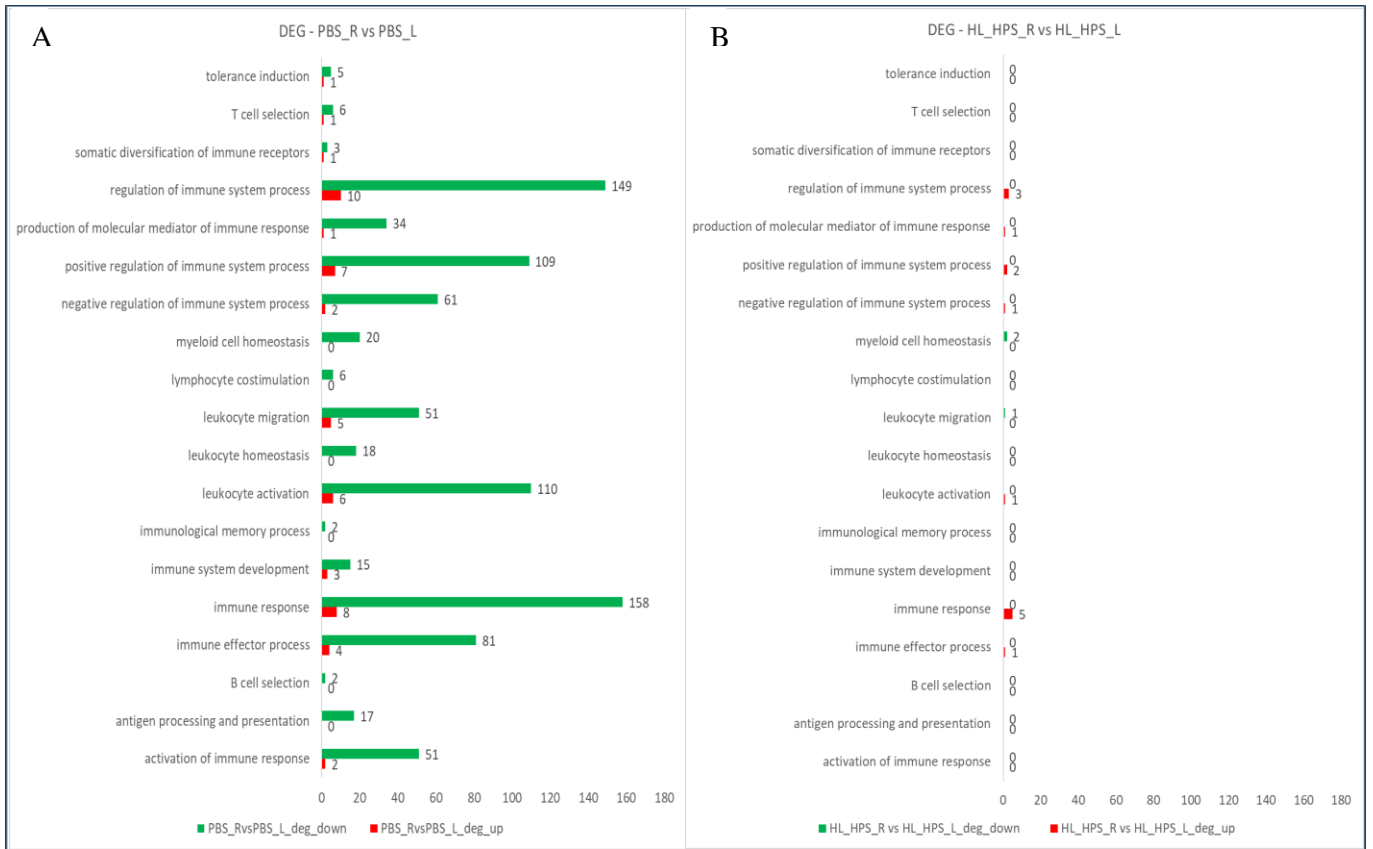 A
DEG - PBS_R vs PBS_L
tolerance induction 5
1
T cell selection 6
1
somatic diversification of immune receptors 3
1
regulation of immune system process 149
10
production of molecular mediator of immune response 34
1
positive regulation of immune system process 109
7
negative regulation of immune system process 61
2
myeloid cell homeostasis 20
0
lymphocyte costimulation 6
0
leukocyte migration 51
5
leukocyte homeostasis 18
0
leukocyte activation 110
6
immunological memory process 2
0
immune system development 15
3
immune response 158
8
immune effector process 81
4
B cell selection 2
0
antigen processing and presentation 17
0
activation of immune response 51
2
0 20 40 60 80 100 120 140 160 180
PBS_RvsPBS_L_deg_down PBS_RvsPBS_L_deg_up
B
DEG - HL_HPS_R vs HL_HPS_L
tolerance induction 0
0
T cell selection 0
0
somatic diversification of immune receptors 0
0
regulation of immune system process 0
3
production of molecular mediator of immune response 0
1
positive regulation of immune system process 0
2
negative regulation of immune system process 0
1
myeloid cell homeostasis 2
0
lymphocyte costimulation 0
0
leukocyte migration 1
0
leukocyte homeostasis 0
0
leukocyte activation 0
1
immunological memory process 0
0
immune system development 0
0
immune response 0
5
immune effector process 0
1
B cell selection 0
0
antigen processing and presentation 0
0
activation of immune response 0
0
0 20 40 60 80 100 120 140 160 180
HL_HPS_R vs HL_HPS_L_deg_down HL_HPS_R vs HL_HPS_L_deg_up